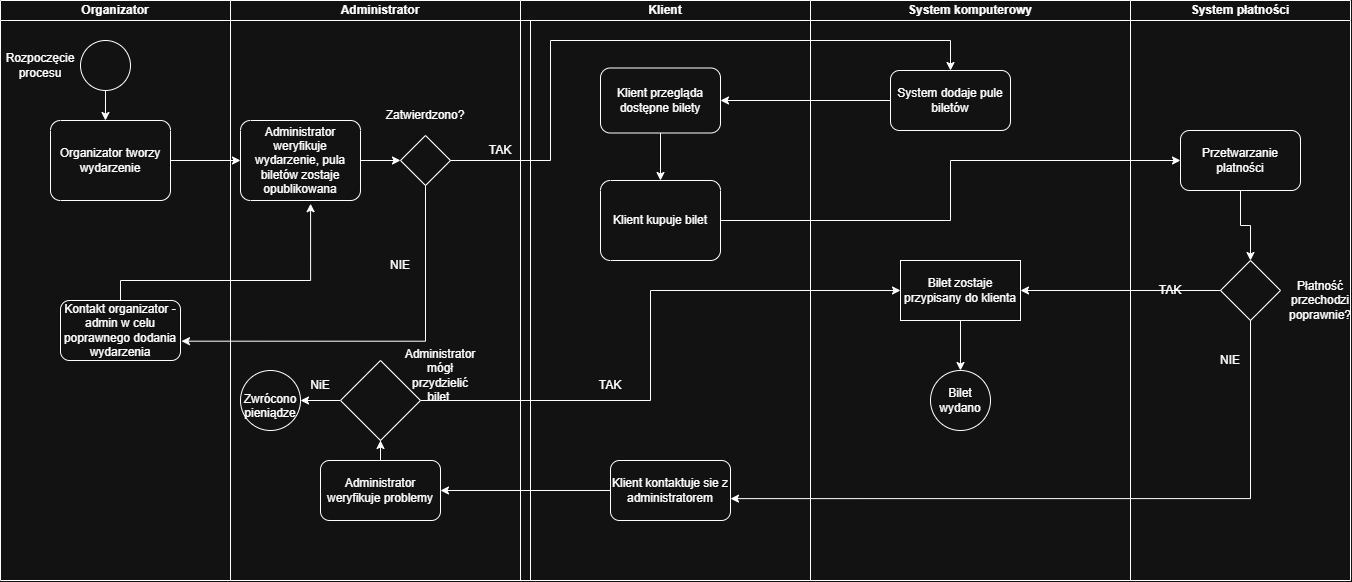 Organizator
Administrator
Klient
System komputerowy
System płatności
Rozpoczęcie
procesu
Organizator tworzy
wydarzenie
Administrator
weryfikuje
wydarzenie, pula
biletów zostaje
opublikowana
Zatwierdzono?
TAK
NIE
Klient przegląda
dostępne bilety
System dodaje pule
biletów
Klient kupuje bilet
Przetwarzanie
płatności
Kontakt organizator -
admin w celu
poprawnego dodania
wydarzenia
Bilet zostaje
przypisany do klienta
TAK
Płatność
przechodzi
poprawnie?
NIE
Administrator
mógł
przydzielić
bilet
NiE
TAK
Zwrócono
pieniądze
Bilet
wydano
Administrator
weryfikuje problemy
Klient kontaktuje sie z
administratorem